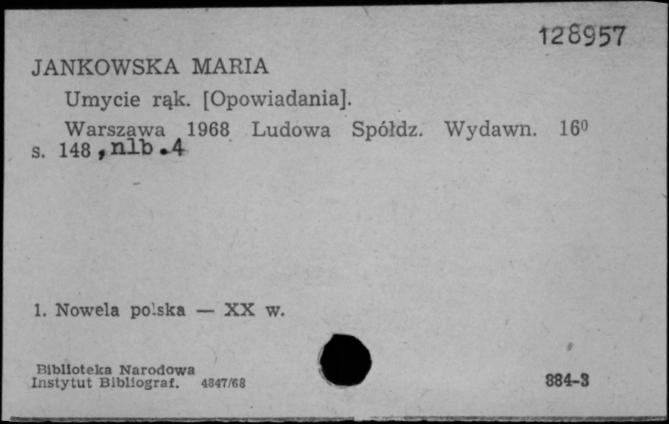 128957
JANKOWSKA MARIA
Umycie rąk. [Opowiadania].
Warszawa 1968 Ludowa Spółdz. Wydawn. 16⁰
s. 148, nlb.4
1. Nowela polska — XX w.
Biblioteka Narodowa
Instytut Bibliograf. 4847/68
884-3